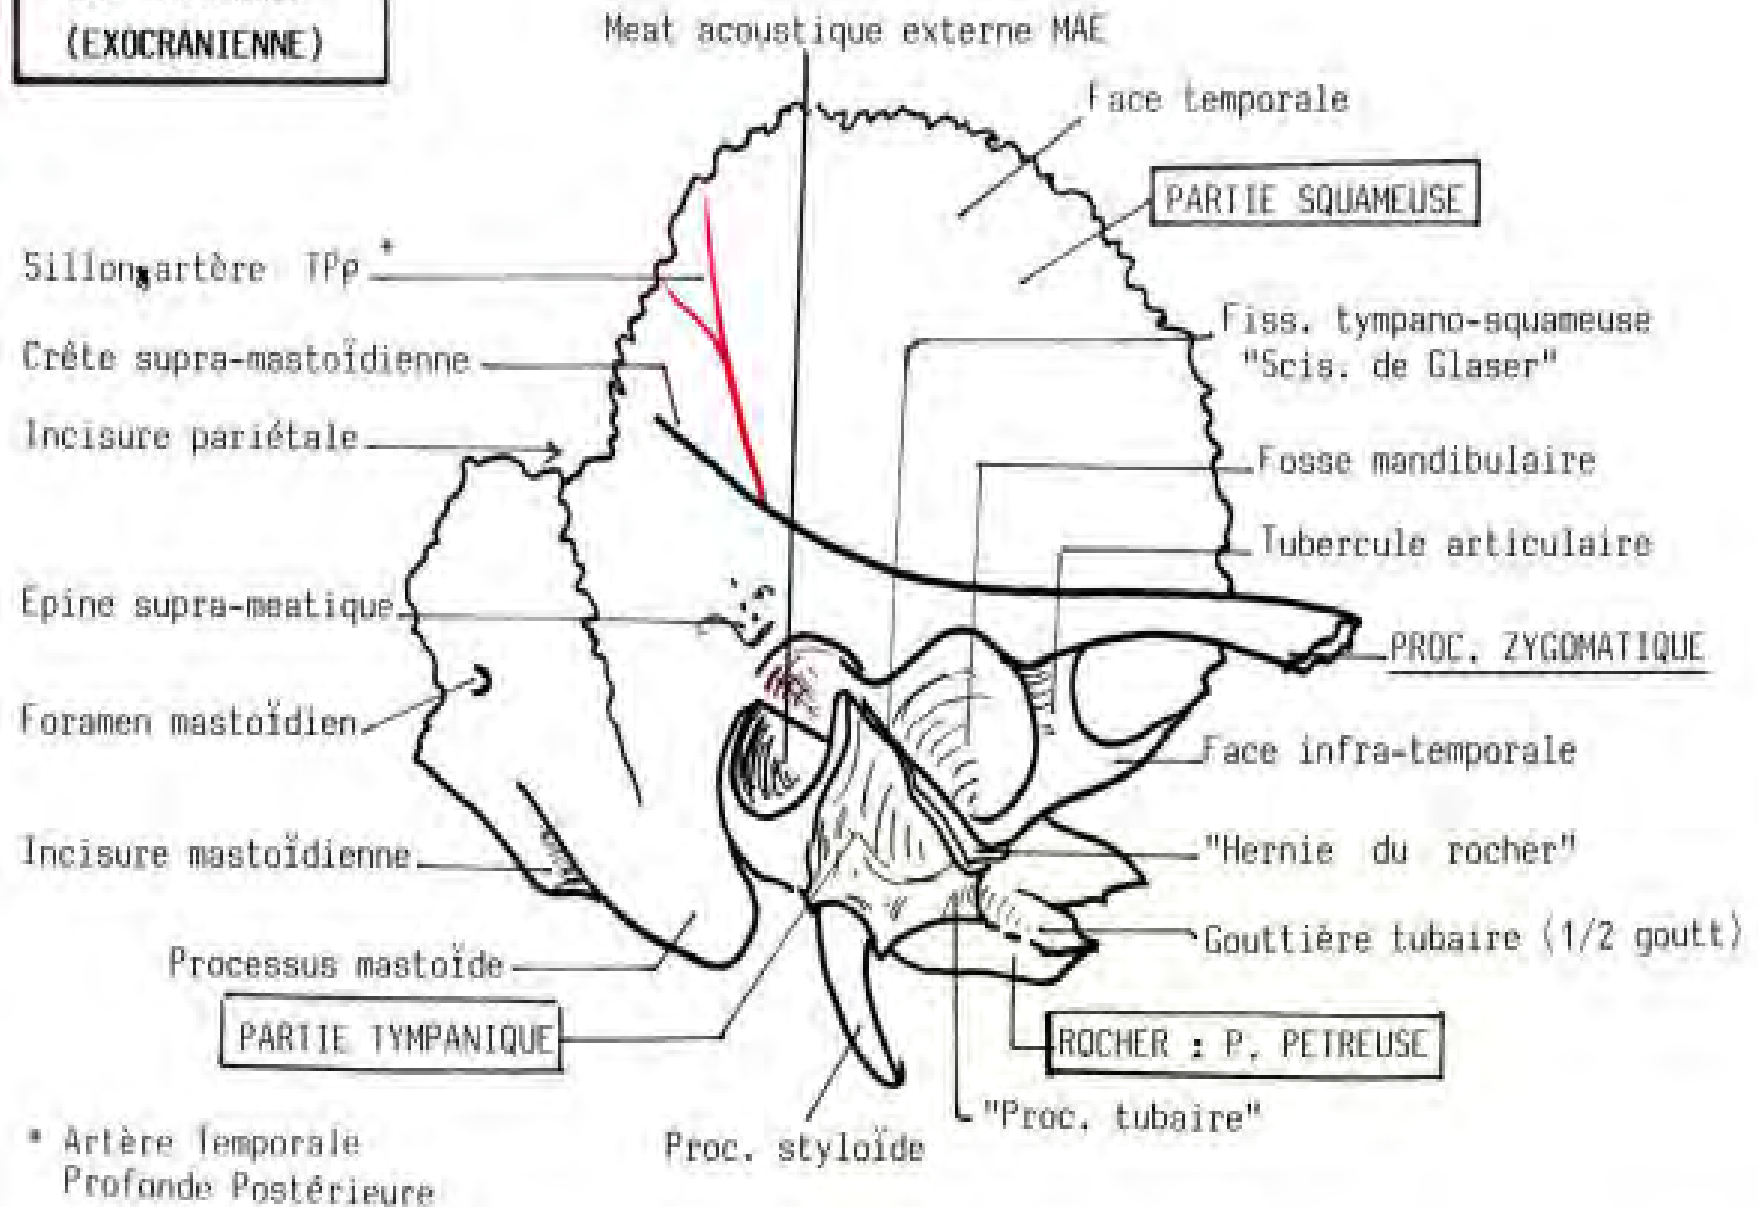 (EXOCRANIENNE)
Meat acoustique externe MAE
Face temporale
PARTIE SQUAMEUSE
Sillon artère TPp *
Crête supra-mastoïdienne
Incisure pariétale
Fiss. tympano-squameuse
"Scis. de Glaser"
Fosse mandibulaire
Tubercule articulaire
Epine supra-meatique
PROC. ZYGOMATIQUE
Foramen mastoïdien
Face infra-temporale
Incisure mastoïdienne
"Hernie du rocher"
Gouttière tubaire (1/2 goutt)
Processus mastoïde
PARTIE TYMPANIQUE
ROCHER : P. PETREUSE
"Proc. tubaire"
Proc. styloïde
* Artère Temporale
Profonde Postérieure